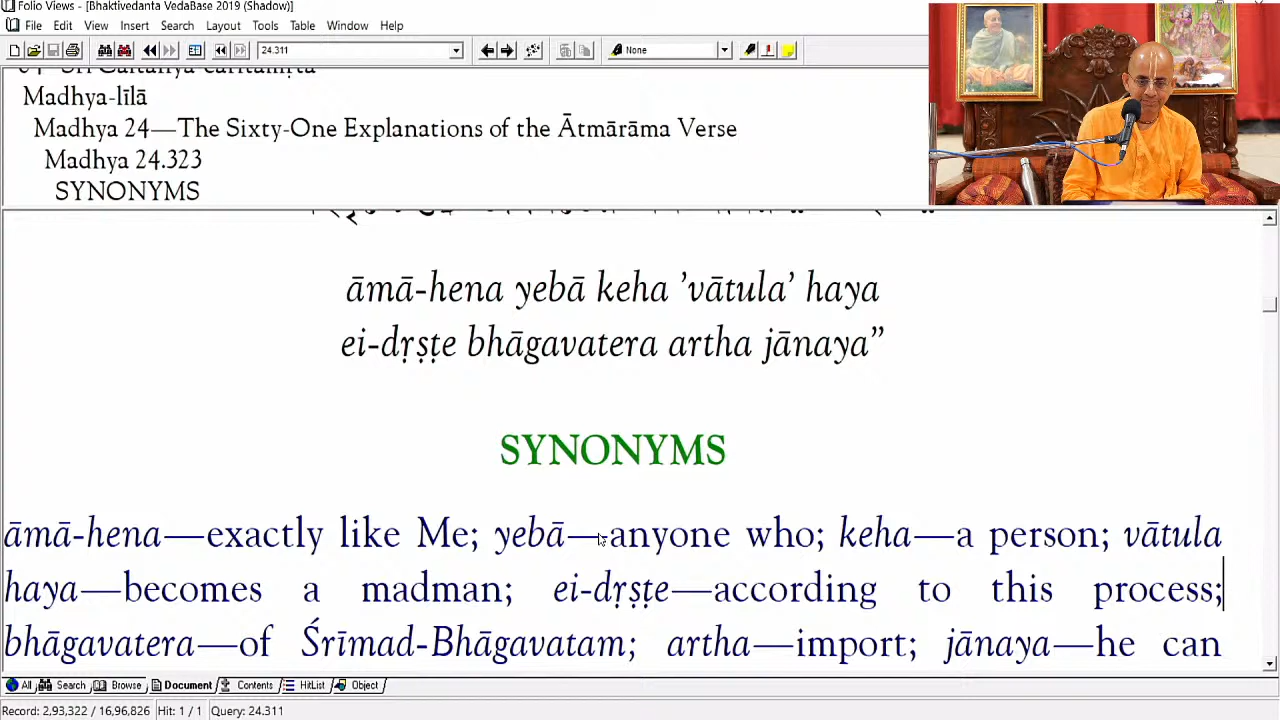 Folio Views - [Bhaktivedanta VedaBase 2019 (Shadow)]
File Edit View Insert Search Layout Tools Table Window Help
24.311 None
Madhya-līlā
Madhya 24—The Sixty-One Explanations of the Ātmārāma Verse
Madhya 24.323
SYNONYMS
āmā-hena yebā keha ’vātula’ haya
ei-dṛṣṭe bhāgavatera artha jānaya”
SYNONYMS
āmā-hena—exactly like Me; yebā—anyone who; keha—a person; vātula
haya—becomes a madman; ei-dṛṣṭe—according to this process;
bhāgavatera—of Śrīmad-Bhāgavatam; artha—import; jānaya—he can
All Search Browse Document Contents HitList Object
Record: 2,93,322 / 16,96,826 Hit: 1 / 1 Query: 24.311